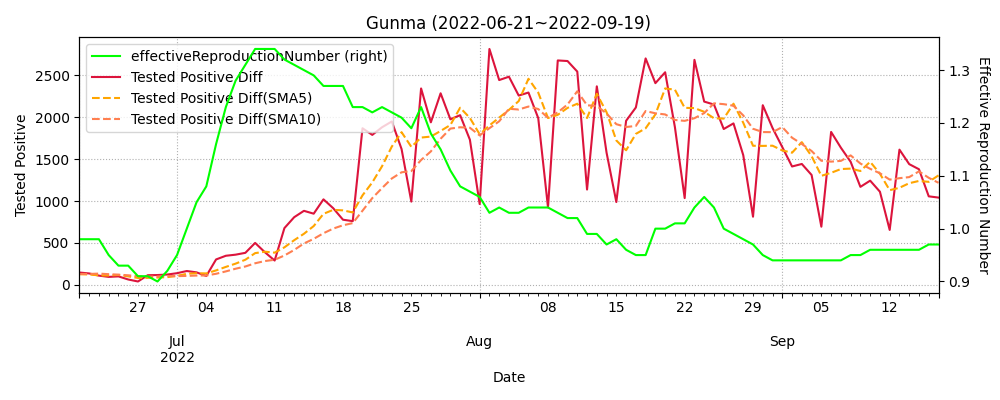 Gunma (2022-06-21~2022-09-19)
effectiveReproductionNumber (right)
Tested Positive Diff
Tested Positive Diff(SMA5)
Tested Positive Diff(SMA10)
Tested Positive
2500
2000
1500
1000
500
0
1.3
1.2
1.1
1.0
0.9
Effective Reproduction Number
27 04 11 18 25 08 15 22 29 05 12
Jul Aug Sep
2022
Date